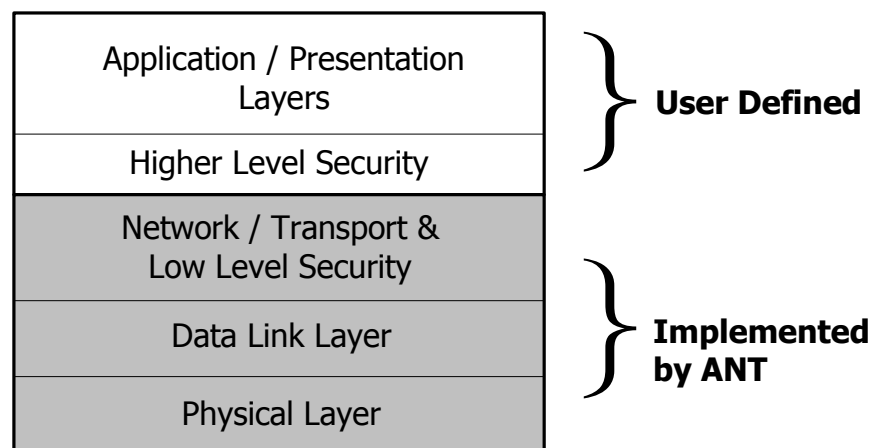 Application / Presentation
Layers
Higher Level Security
User Defined
Network / Transport &
Low Level Security
Data Link Layer
Physical Layer
Implemented
by ANT